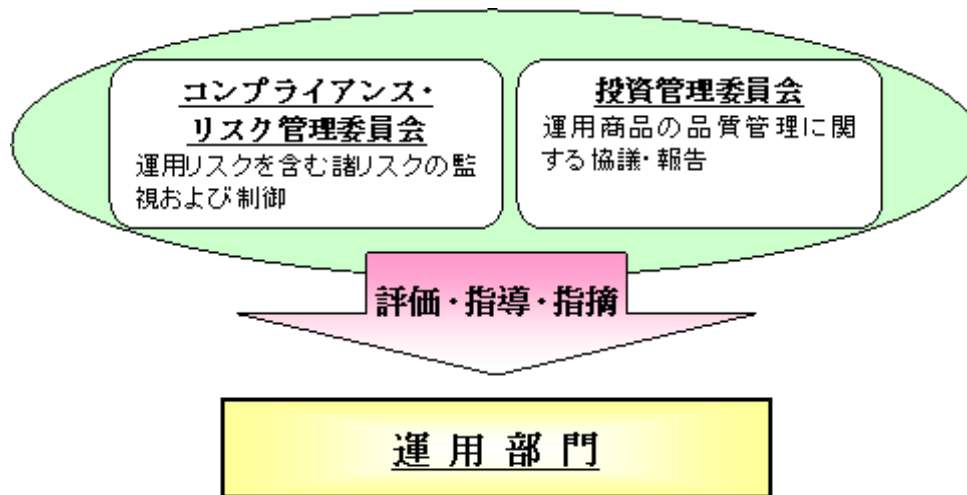 コンプライアンス・
リスク管理委員会
運用リスクを含む諸リスクの監
視および制御
投資管理委員会
運用商品の品質管理に関
する協議・報告
評価・指導・指摘
運用部門